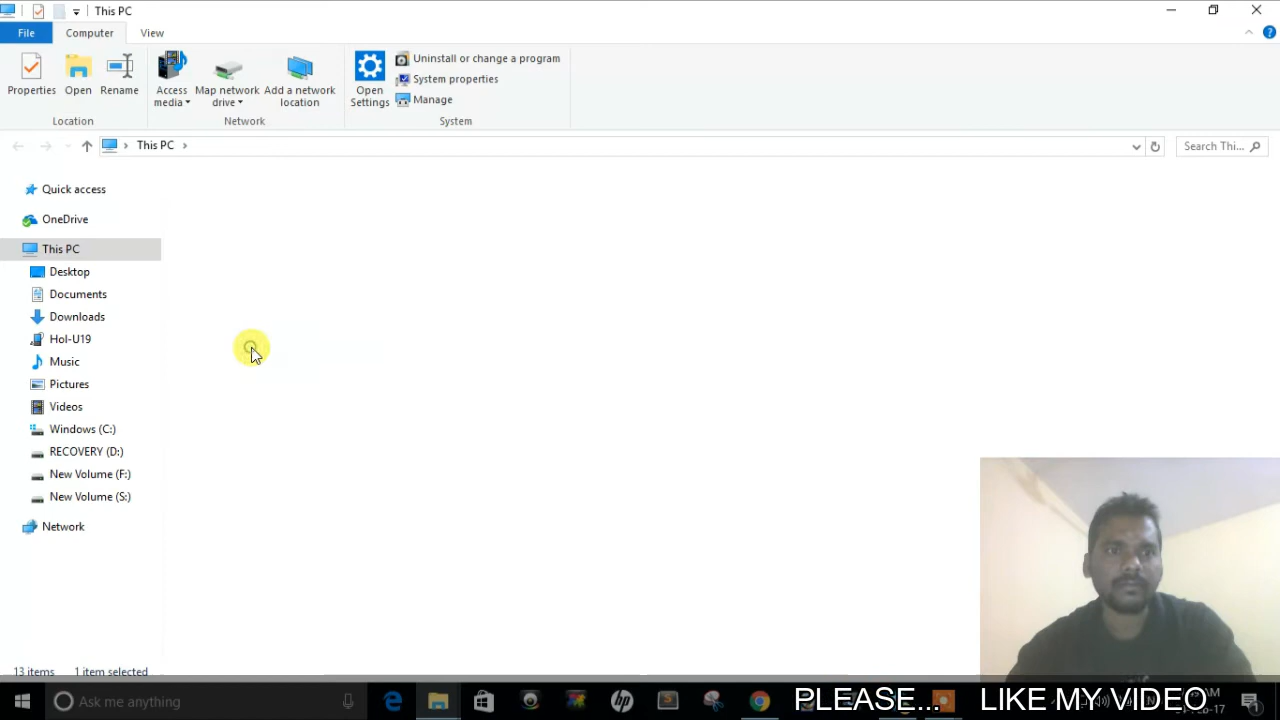 This PC
File Computer View
Properties Open Rename Access media Map network drive Add a network location Open Settings Uninstall or change a program
System properties
Manage
Location Network System
This PC Search Thi...
Quick access
OneDrive
This PC
Desktop
Documents
Downloads
Hol-U19
Music
Pictures
Videos
Windows (C:)
RECOVERY (D:)
New Volume (F:)
New Volume (S:)
Network
13 items 1 item selected
Ask me anything
PLEASE... LIKE MY VIDEO